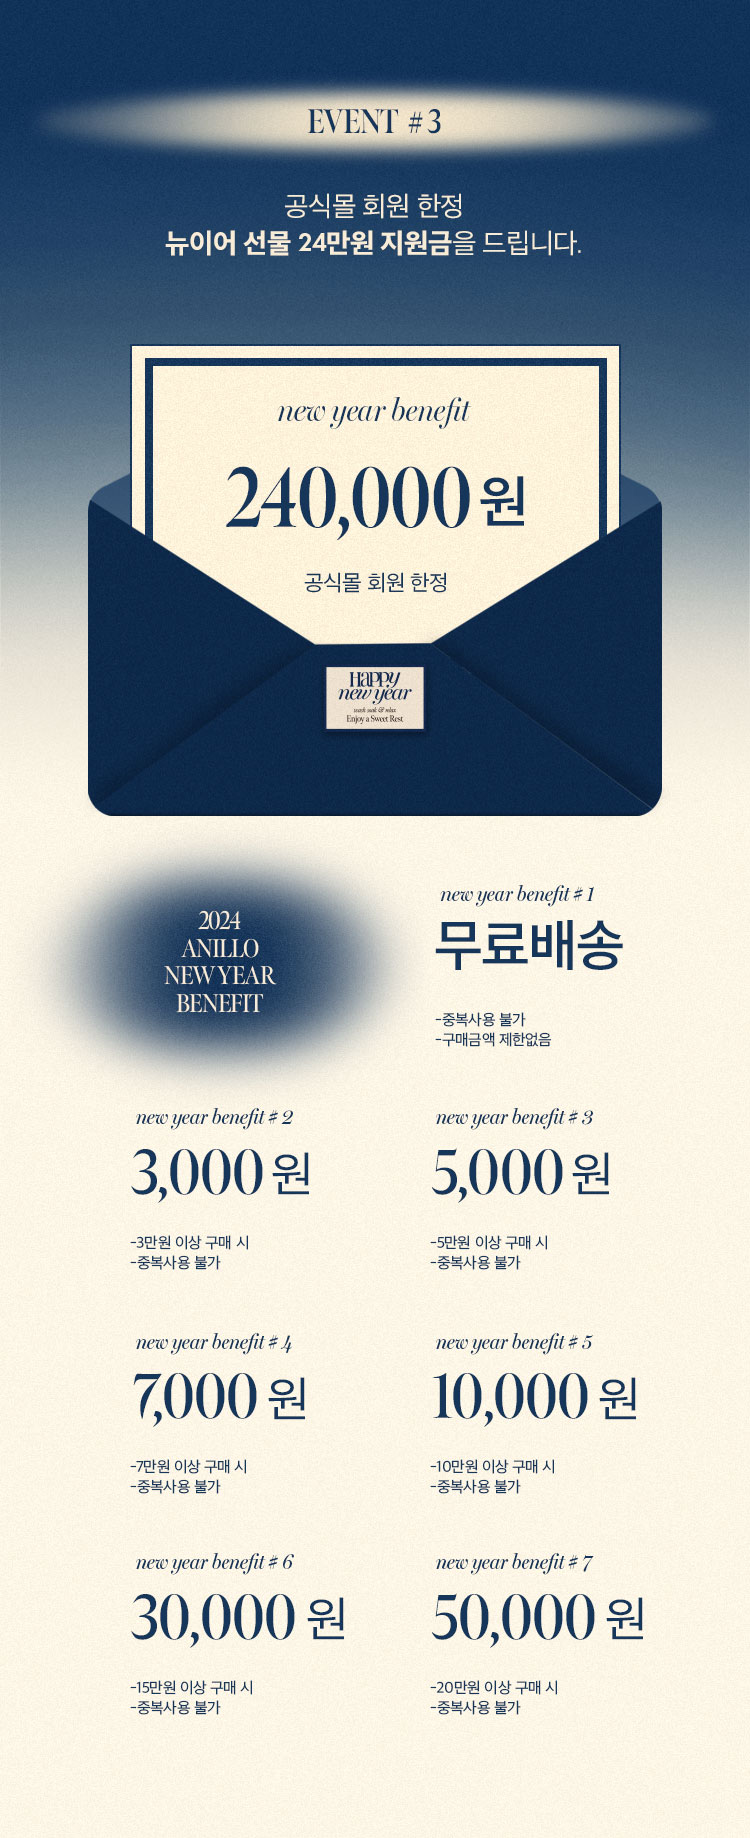 EVENT #3
공식몰 회원 한정
뉴이어 선물 24만원 지원금을 드립니다.
new year benefit
240,000 원
공식몰 회원 한정
Happy
new year
wash soak & relax
Enjoy a Sweet Rest
2024
ANILLO
NEW YEAR
BENEFIT
new year benefit # 1
무료배송
-중복사용 불가
-구매금액 제한없음
new year benefit # 2
3,000 원
-3만원 이상 구매 시
-중복사용 불가
new year benefit # 3
5,000 원
-5만원 이상 구매 시
-중복사용 불가
new year benefit # 4
7,000 원
-7만원 이상 구매 시
-중복사용 불가
new year benefit # 5
10,000 원
-10만원 이상 구매 시
-중복사용 불가
new year benefit # 6
30,000 원
-15만원 이상 구매 시
-중복사용 불가
new year benefit # 7
50,000 원
-20만원 이상 구매 시
-중복사용 불가